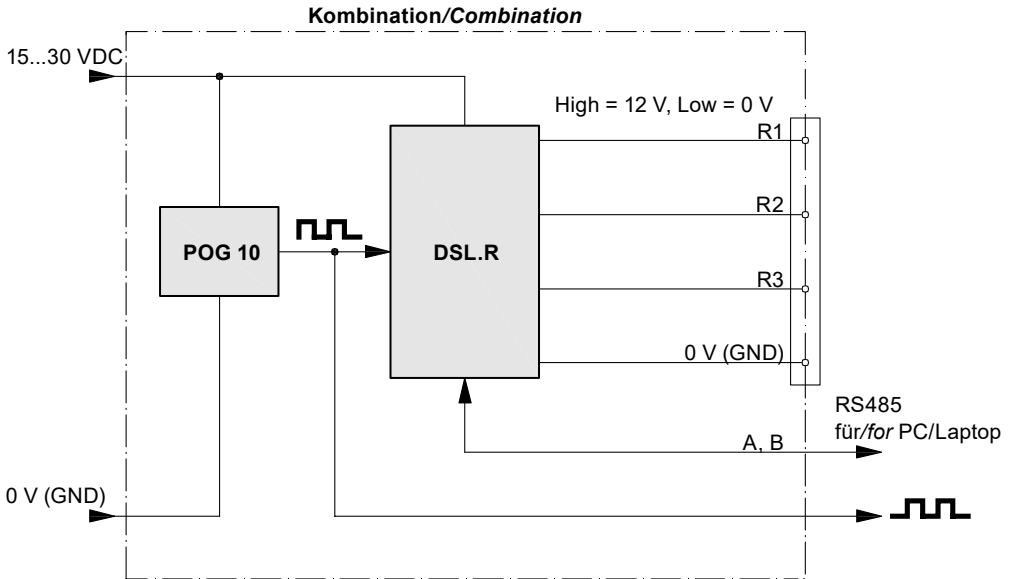 Kombination/Combination
15...30 VDC
High = 12 V, Low = 0 V
R1
R2
POG 10
DSL.R
R3
0 V (GND)
RS485
für/for PC/Laptop
A, B
0 V (GND)